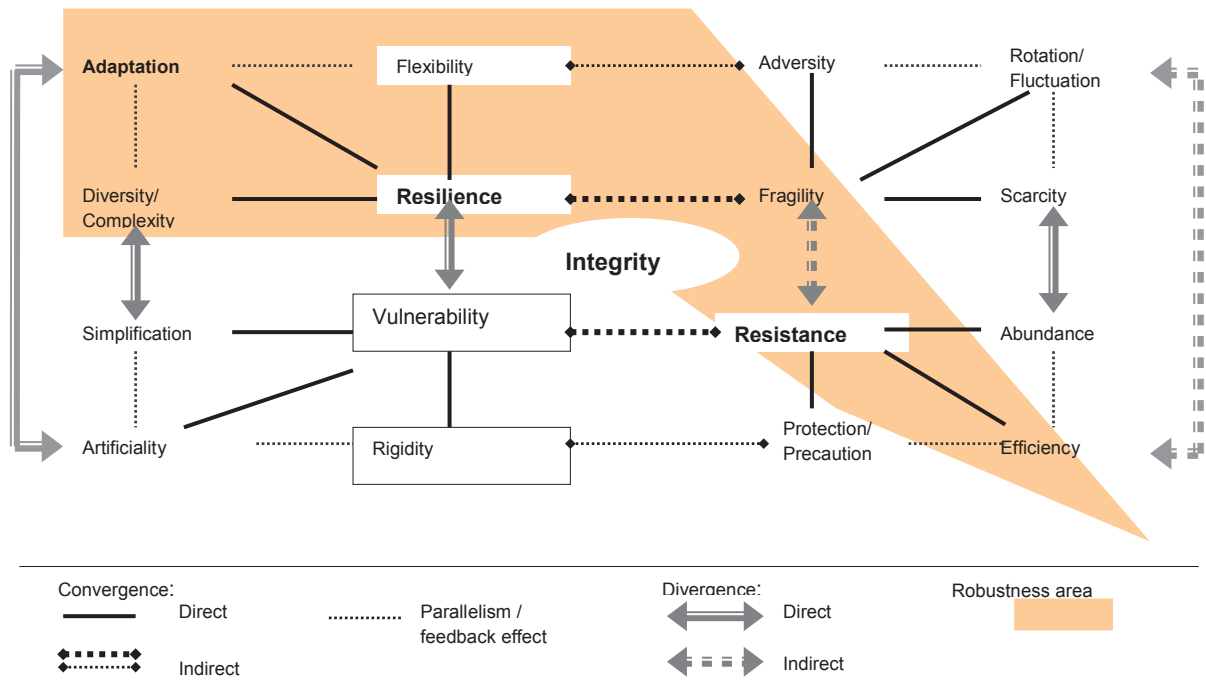 Adaptation
Flexibility
Adversity
Rotation/
Fluctuation
Diversity/
Complexity
Resilience
Fragility
Scarcity
Integrity
Simplification
Vulnerability
Resistance
Abundance
Artificiality
Rigidity
Protection/
Precaution
Efficiency
Convergence:
Direct
Indirect
Parallelism /
feedback effect
Divergence:
Direct
Indirect
Robustness area